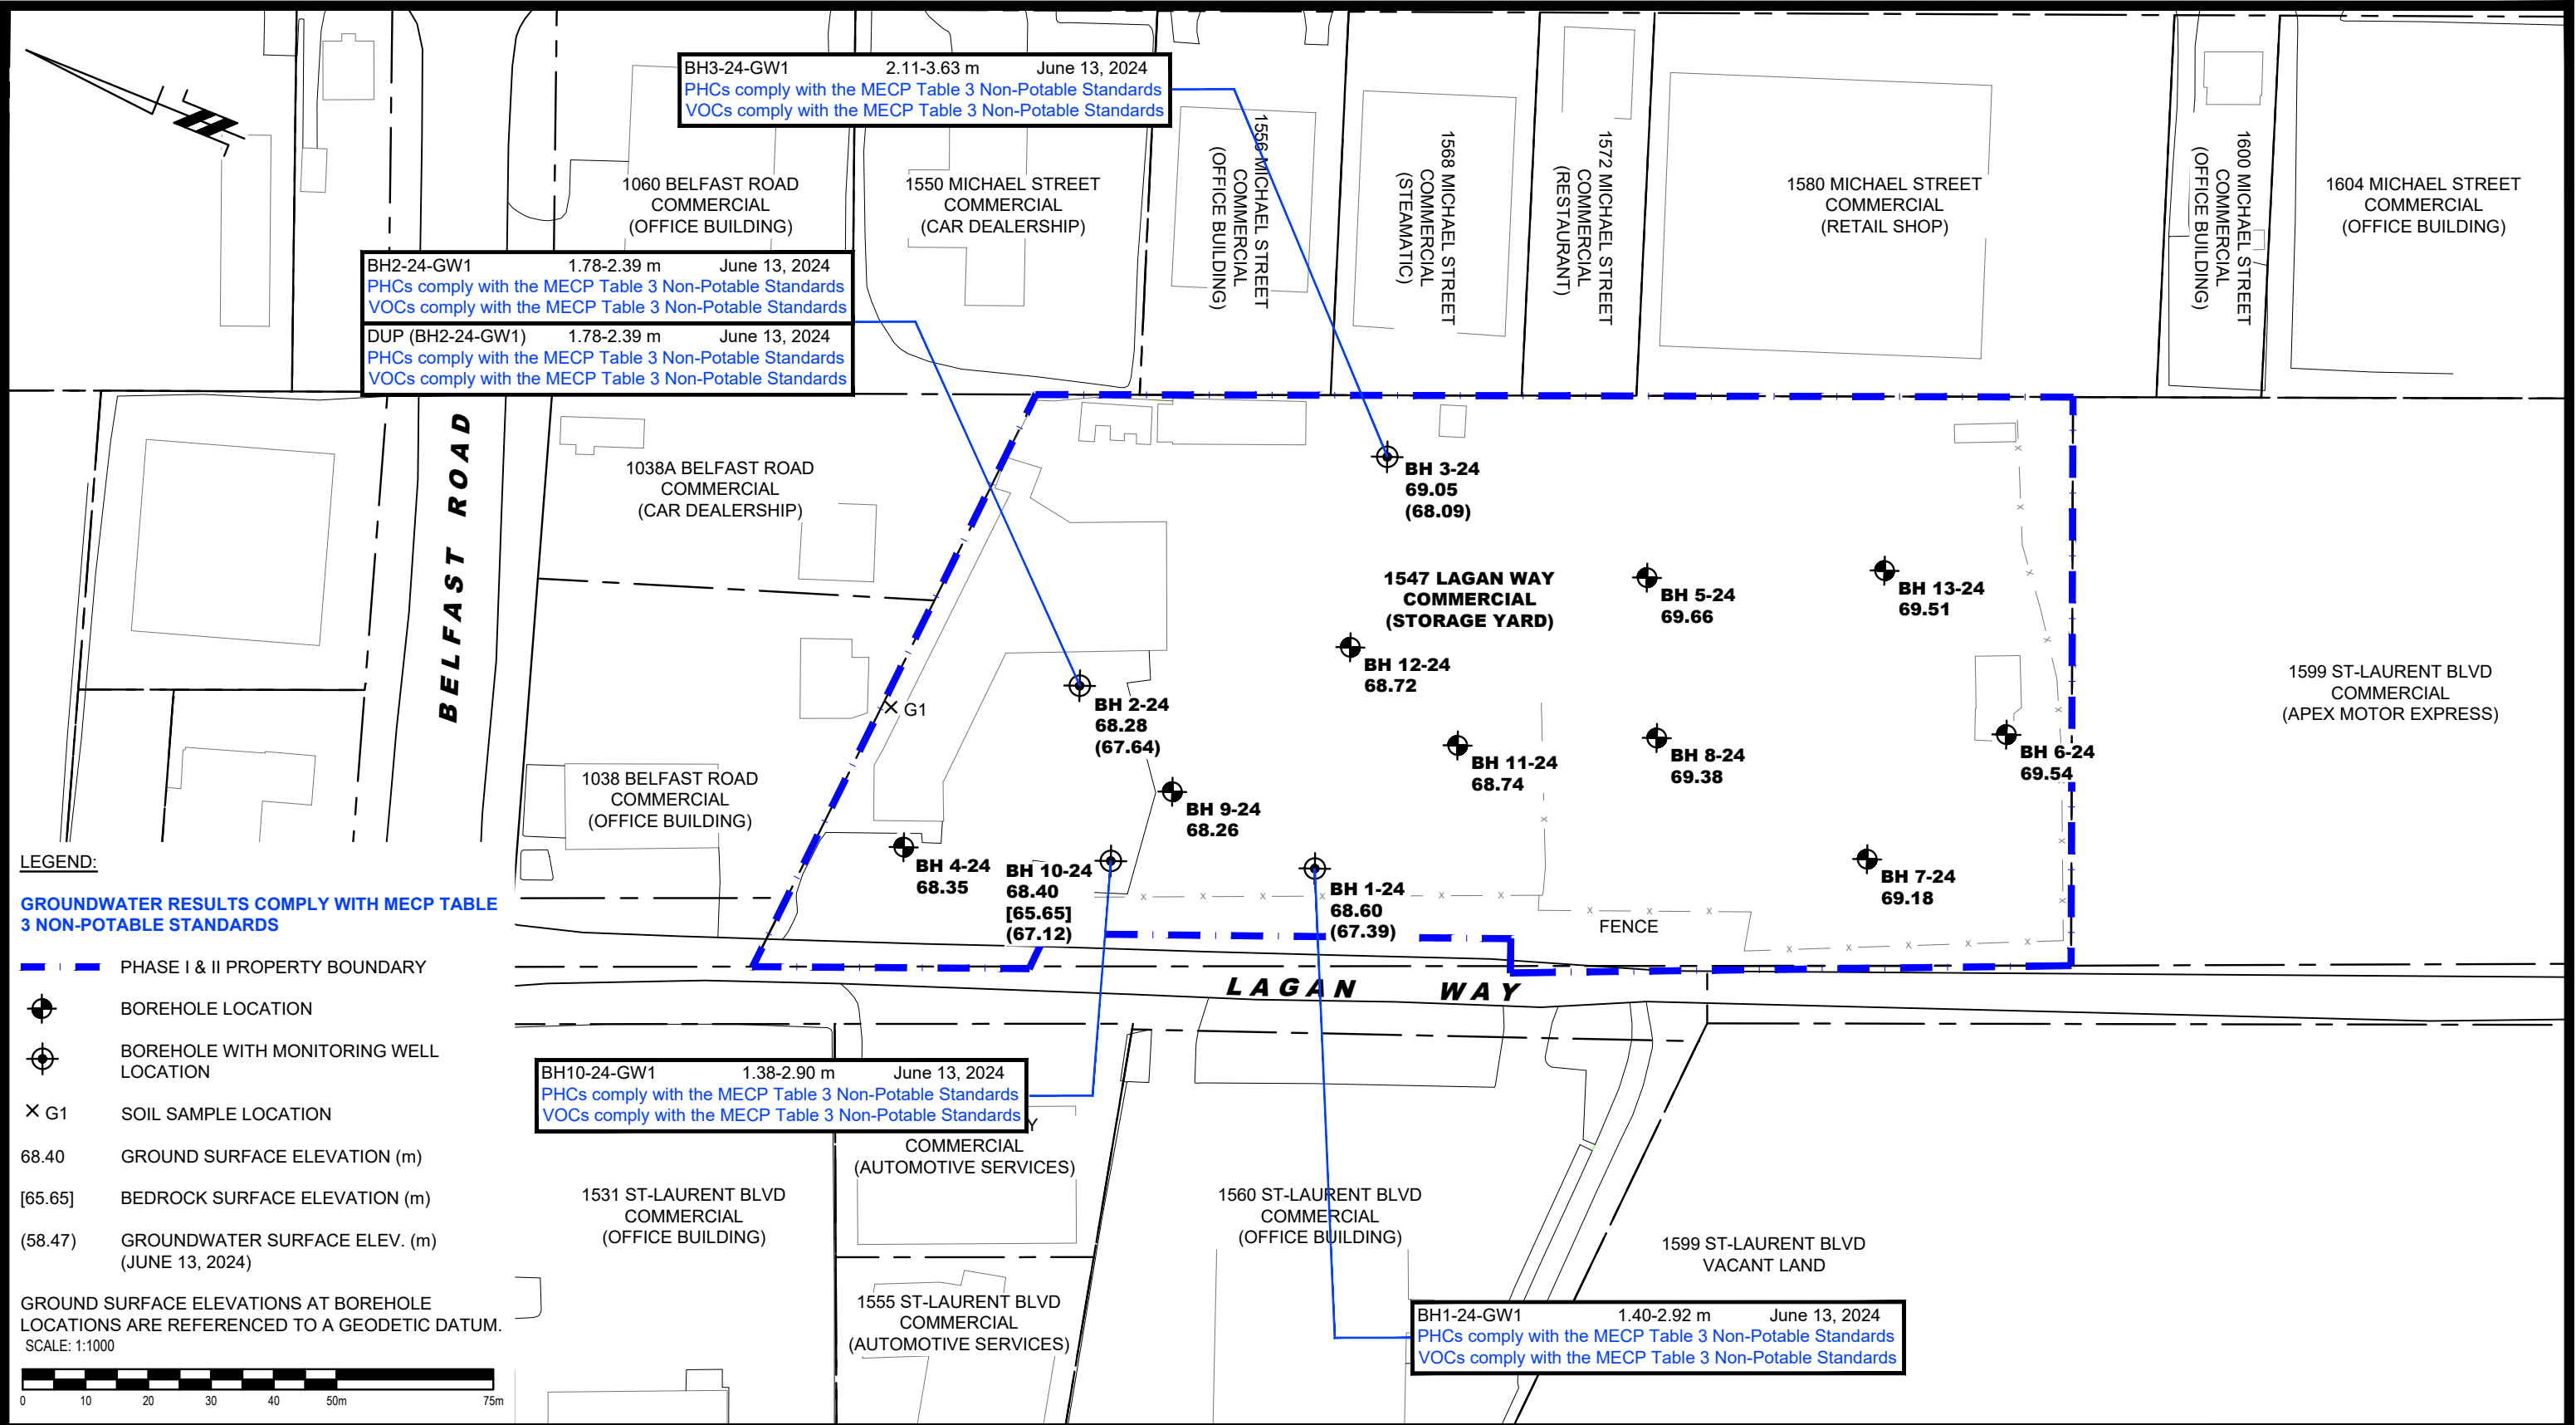 BH3-24-GW1 2.11-3.63 m June 13, 2024
PHCs comply with the MECP Table 3 Non-Potable Standards
VOCs comply with the MECP Table 3 Non-Potable Standards
1060 BELFAST ROAD
COMMERCIAL
(OFFICE BUILDING)
1550 MICHAEL STREET
COMMERCIAL
(CAR DEALERSHIP)
1556 MICHAEL STREET
COMMERCIAL
(OFFICE BUILDING)
1568 MICHAEL STREET
COMMERCIAL
(STEAMATIC)
1572 MICHAEL STREET
COMMERCIAL
(RESTAURANT)
1580 MICHAEL STREET
COMMERCIAL
(RETAIL SHOP)
1600 MICHAEL STREET
COMMERCIAL
(OFFICE BUILDING)
1604 MICHAEL STREET
COMMERCIAL
(OFFICE BUILDING)
BH2-24-GW1 1.78-2.39 m June 13, 2024
PHCs comply with the MECP Table 3 Non-Potable Standards
VOCs comply with the MECP Table 3 Non-Potable Standards
DUP (BH2-24-GW1) 1.78-2.39 m June 13, 2024
PHCs comply with the MECP Table 3 Non-Potable Standards
VOCs comply with the MECP Table 3 Non-Potable Standards
BELFAST ROAD
1038A BELFAST ROAD
COMMERCIAL
(CAR DEALERSHIP)
BH 3-24
69.05
(68.09)
1547 LAGAN WAY
COMMERCIAL
(STORAGE YARD)
BH 5-24
69.66
BH 13-24
69.51
BH 12-24
68.72
G1
BH 2-24
68.28
(67.64)
BH 11-24
68.74
BH 8-24
69.38
BH 6-24
69.54
1599 ST-LAURENT BLVD
COMMERCIAL
(APEX MOTOR EXPRESS)
1038 BELFAST ROAD
COMMERCIAL
(OFFICE BUILDING)
BH 9-24
68.26
BH 4-24
68.35
BH 10-24
68.40
[65.65]
(67.12)
BH 1-24
68.60
(67.39)
BH 7-24
69.18
FENCE
LAGAN WAY
LEGEND:
GROUNDWATER RESULTS COMPLY WITH MECP TABLE
3 NON-POTABLE STANDARDS
PHASE I & II PROPERTY BOUNDARY
BOREHOLE LOCATION
BOREHOLE WITH MONITORING WELL
LOCATION
G1 SOIL SAMPLE LOCATION
68.40 GROUND SURFACE ELEVATION (m)
[65.65] BEDROCK SURFACE ELEVATION (m)
(58.47) GROUNDWATER SURFACE ELEV. (m)
(JUNE 13, 2024)
GROUND SURFACE ELEVATIONS AT BOREHOLE
LOCATIONS ARE REFERENCED TO A GEODETIC DATUM.
SCALE: 1:1000
0 10 20 30 40 50m 75m
BH10-24-GW1 1.38-2.90 m June 13, 2024
PHCs comply with the MECP Table 3 Non-Potable Standards
VOCs comply with the MECP Table 3 Non-Potable Standards
COMMERCIAL
(AUTOMOTIVE SERVICES)
1531 ST-LAURENT BLVD
COMMERCIAL
(OFFICE BUILDING)
1560 ST-LAURENT BLVD
COMMERCIAL
(OFFICE BUILDING)
1599 ST-LAURENT BLVD
VACANT LAND
1555 ST-LAURENT BLVD
COMMERCIAL
(AUTOMOTIVE SERVICES)
BH1-24-GW1 1.40-2.92 m June 13, 2024
PHCs comply with the MECP Table 3 Non-Potable Standards
VOCs comply with the MECP Table 3 Non-Potable Standards